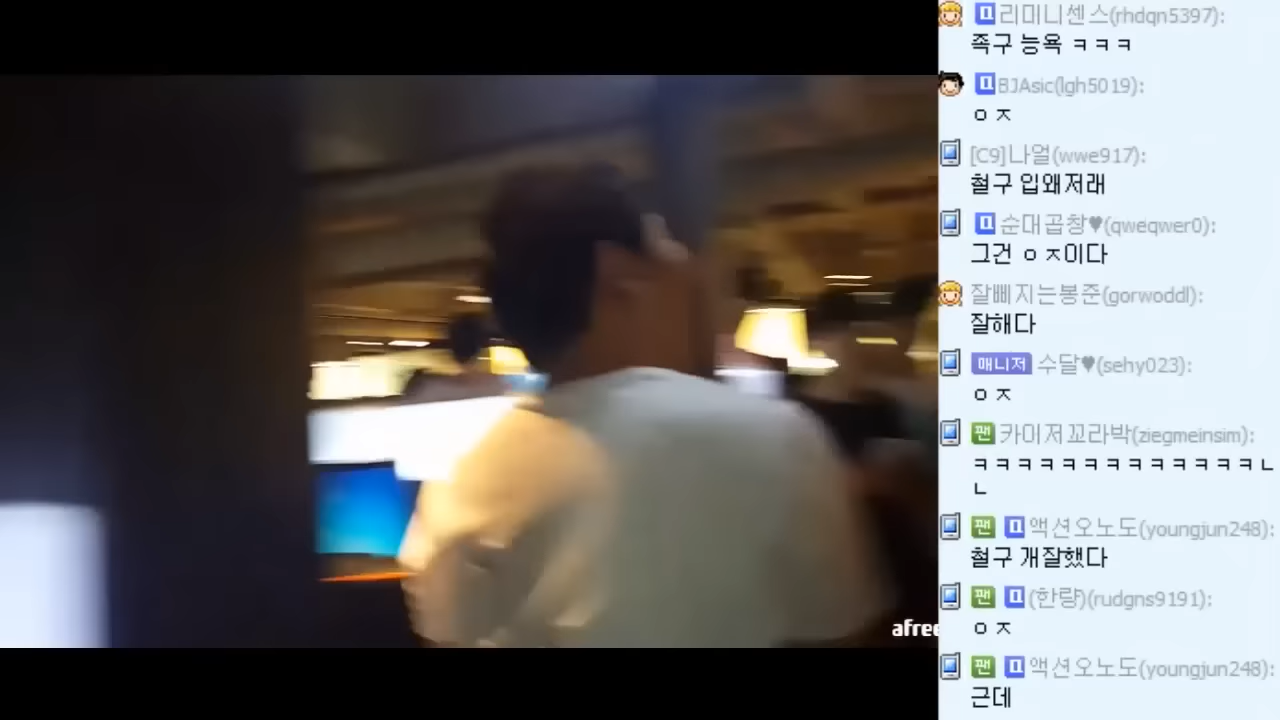 리미니센스(rhdqn5397):
족구 능욕 ㅋㅋㅋ
BJAsic(lgh5019):
ㅇㅈ
[C9]나얼(wwe917):
철구 입왜저래
순대곱창♥(qweqwer0):
그건 ㅇㅈ이다
잘삐지는봉준(gorwoddl):
잘해다
매니저 수달♥(sehy023):
ㅇㅈ
팬 카이저꼬라박(ziegmeinsim):
ㅋㅋㅋㅋㅋㅋㅋㅋㅋㅋㅋㅋㅋㄴ
ㄴ
팬 액션오노도(youngjun248):
철구 개잘했다
팬 (한량)(rudgns9191):
ㅇㅈ
afree
팬 액션오노도(youngjun248):
근데